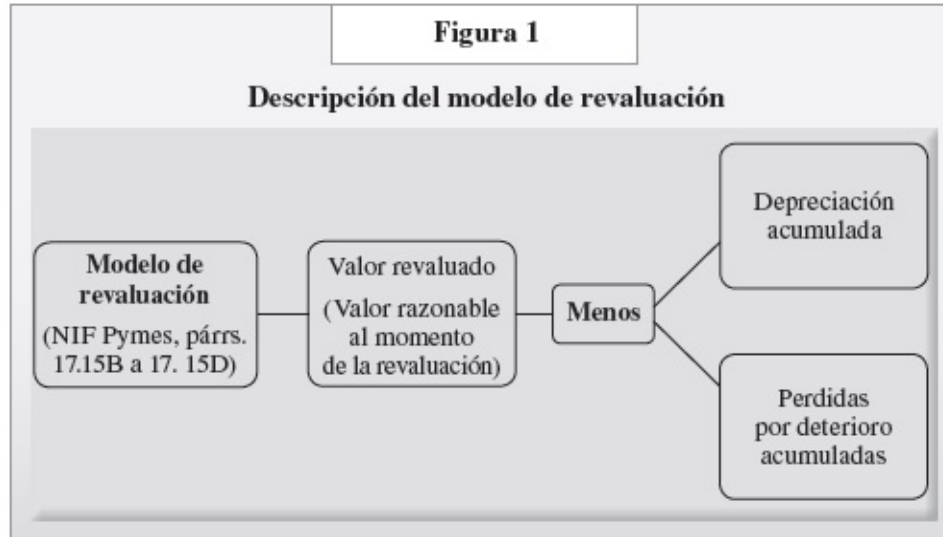 Figura 1
Descripción del modelo de revaluación
Modelo de
revaluación
(NIF Pymes, párrs.
17.15B a 17. 15D)
Valor revaluado
(Valor razonable
al momento
de la revaluación)
Menos
Depreciación
acumulada
Perdidas
por deterioro
acumuladas